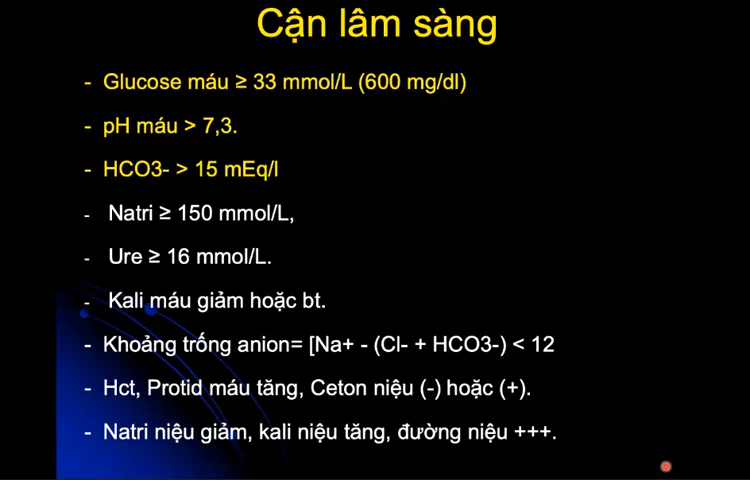 Cận lâm sàng
- Glucose máu ≥ 33 mmol/L (600 mg/dl)
- pH máu > 7,3.
- HCO3- > 15 mEq/l
- Natri ≥ 150 mmol/L,
- Ure ≥ 16 mmol/L.
- Kali máu giảm hoặc bt.
- Khoảng trống anion= [Na+ - (Cl- + HCO3-) < 12
- Hct, Protid máu tăng, Ceton niệu (-) hoặc (+).
- Natri niệu giảm, kali niệu tăng, đường niệu +++.